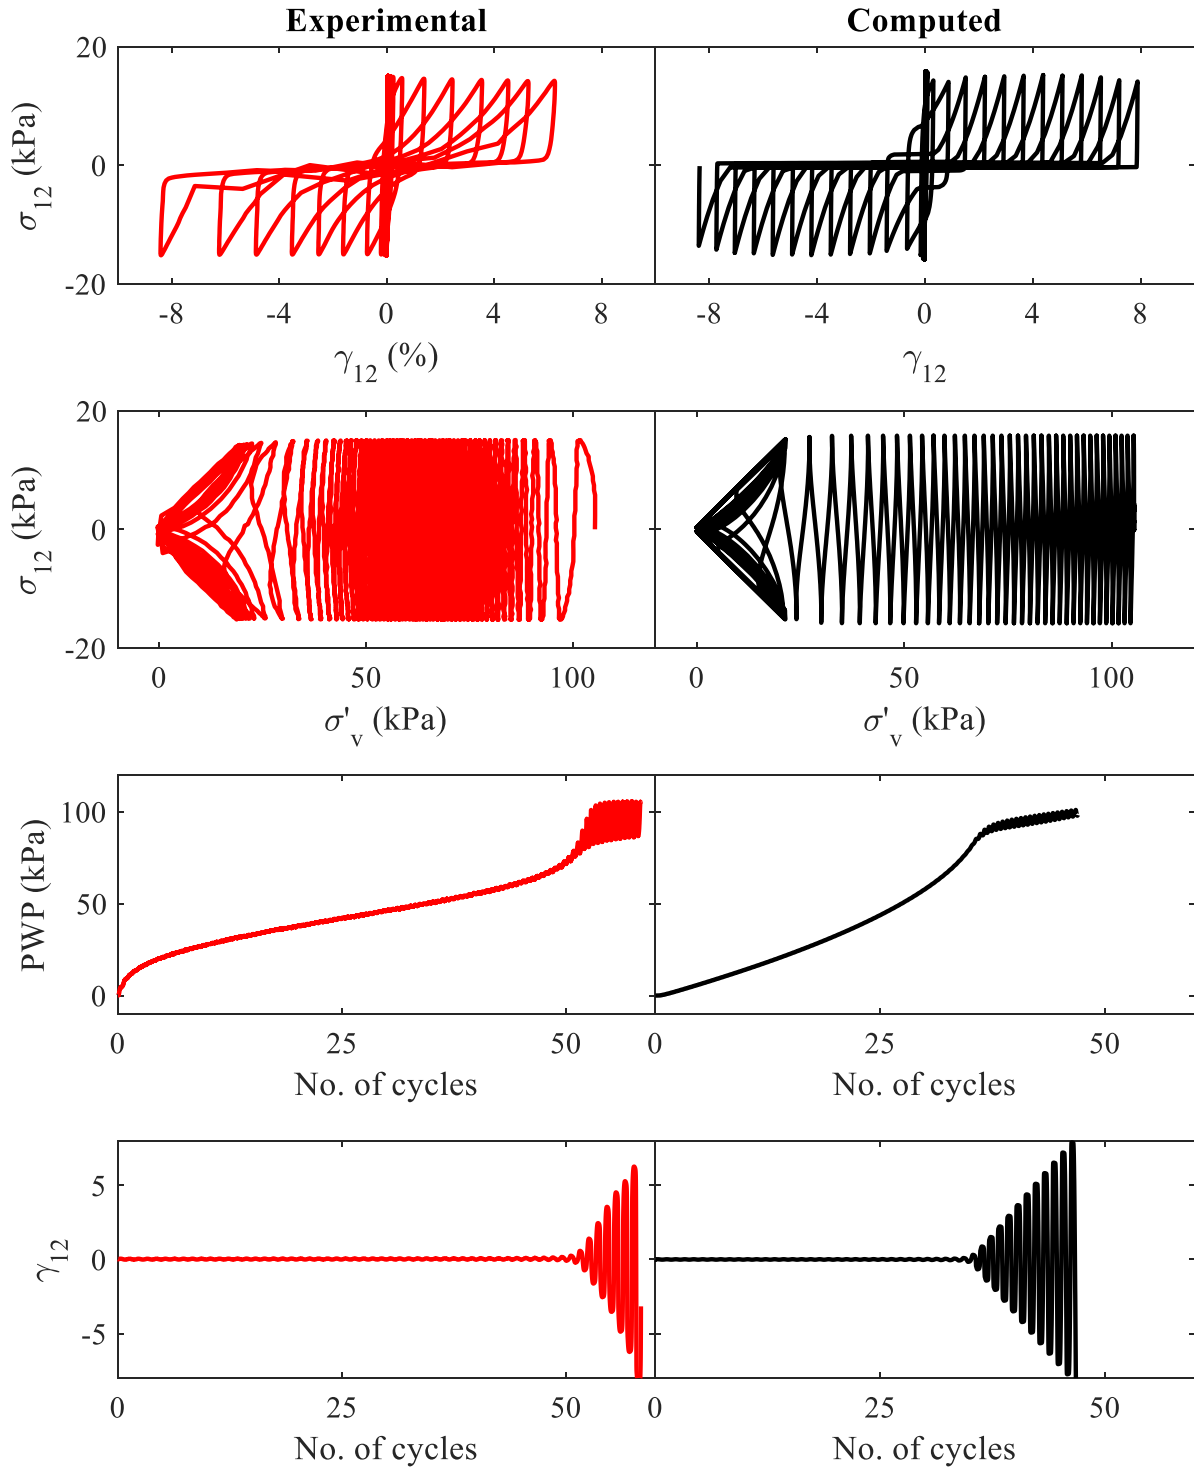 Experimental Computed
20
0
-20
σ12 (kPa)
-8 -4 0 4 8 -8 -4 0 4 8
γ12 (%) γ12
20
0
-20
σ12 (kPa)
0 50 100 0 50 100
σ'v (kPa) σ'v (kPa)
100
50
0
PWP (kPa)
0 25 50 0 25 50
No. of cycles No. of cycles
5
0
-5
γ12
0 25 50 0 25 50
No. of cycles No. of cycles